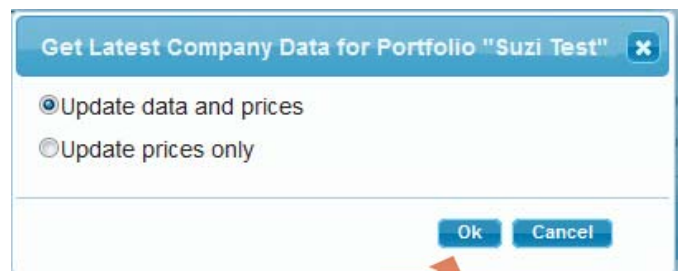 Get Latest Company Data for Portfolio "Suzi Test"
Update data and prices
Update prices only
Ok Cancel